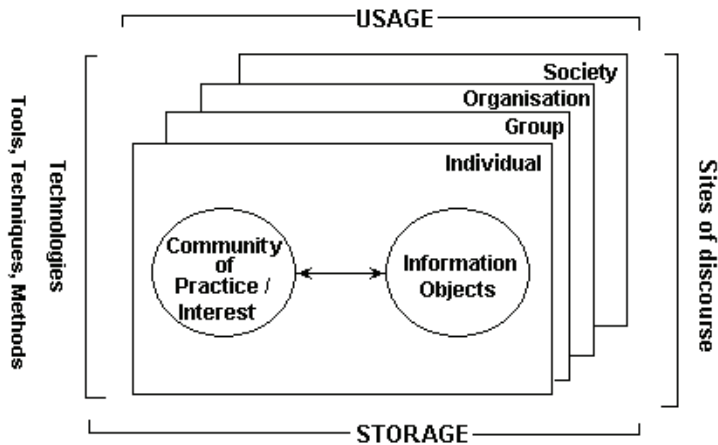 USAGE
Society
Organisation
Group
Individual
Tools, Techniques, Methods
Technologies
Community
of
Practice /
Interest
Information
Objects
Sites of discourse
STORAGE